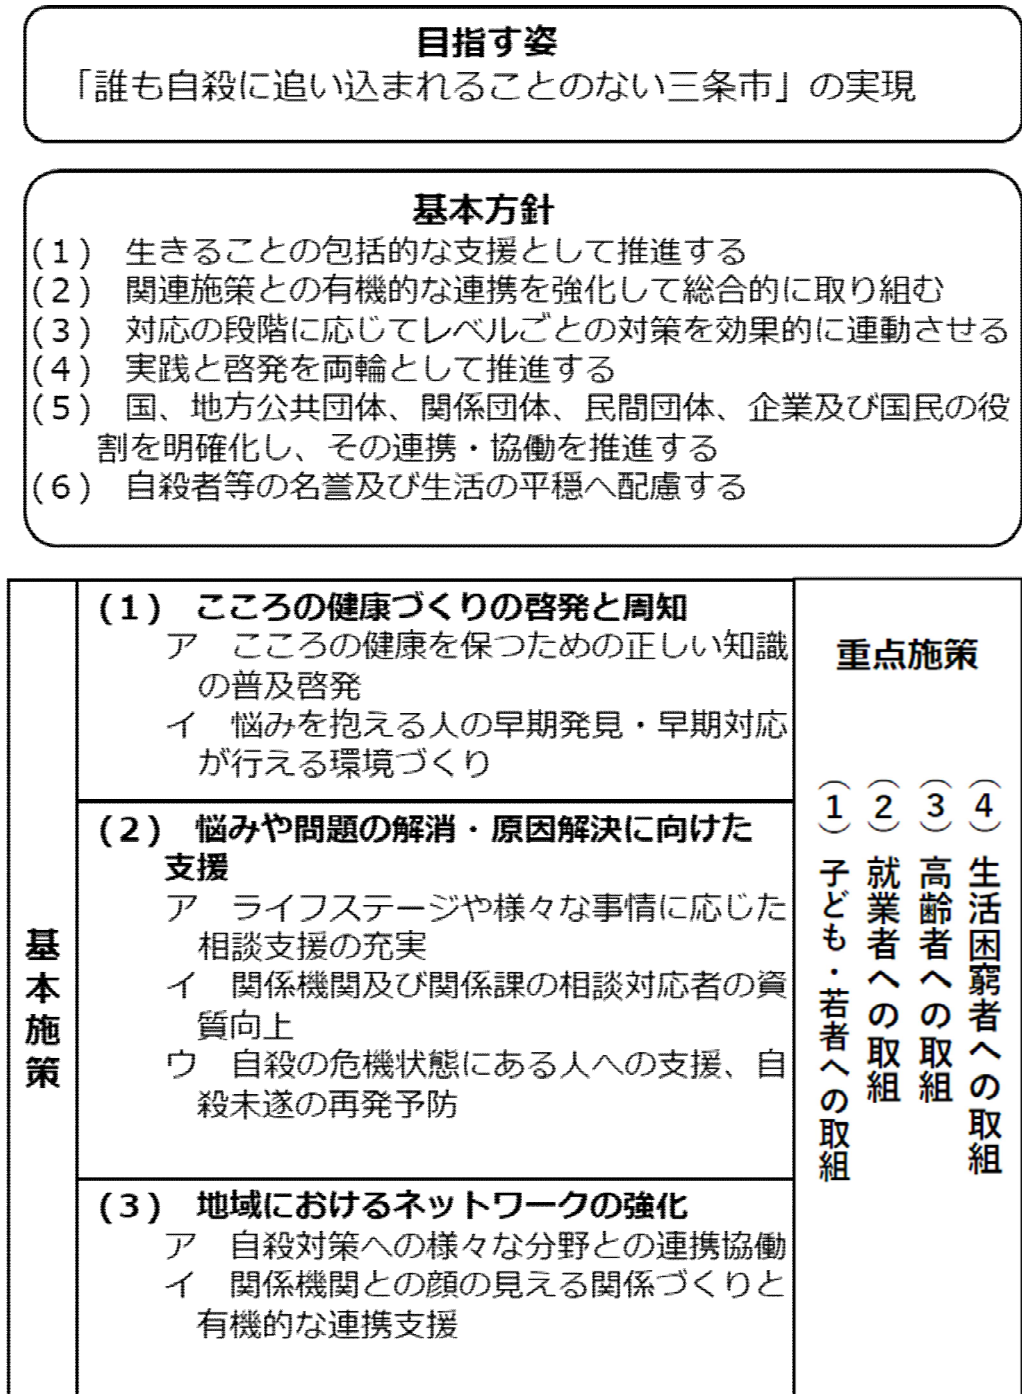 目指す姿
「誰も自殺に追い込まれることのない三条市」の実現
基本方針
(1) 生きることの包括的な支援として推進する
(2) 関連施策との有機的な連携を強化して総合的に取り組む
(3) 対応の段階に応じてレベルごとの対策を効果的に連動させる
(4) 実践と啓発を両輪として推進する
(5) 国、地方公共団体、関係団体、民間団体、企業及び国民の役
割を明確化し、その連携・協働を推進する
(6) 自殺者等の名誉及び生活の平穏へ配慮する
基本施策
(1) こころの健康づくりの啓発と周知
ア こころの健康を保つための正しい知識
の普及啓発
イ 悩みを抱える人の早期発見・早期対応
が行える環境づくり
(2) 悩みや問題の解消・原因解決に向けた
支援
ア ライフステージや様々な事情に応じた
相談支援の充実
イ 関係機関及び関係課の相談対応者の資
質向上
ウ 自殺の危機状態にある人への支援、自
殺未遂の再発予防
(3) 地域におけるネットワークの強化
ア 自殺対策への様々な分野との連携協働
イ 関係機関との顔の見える関係づくりと
有機的な連携支援
重点施策
(1) 子ども・若者への取組
(2) 就業者への取組
(3) 高齢者への取組
(4) 生活困窮者への取組